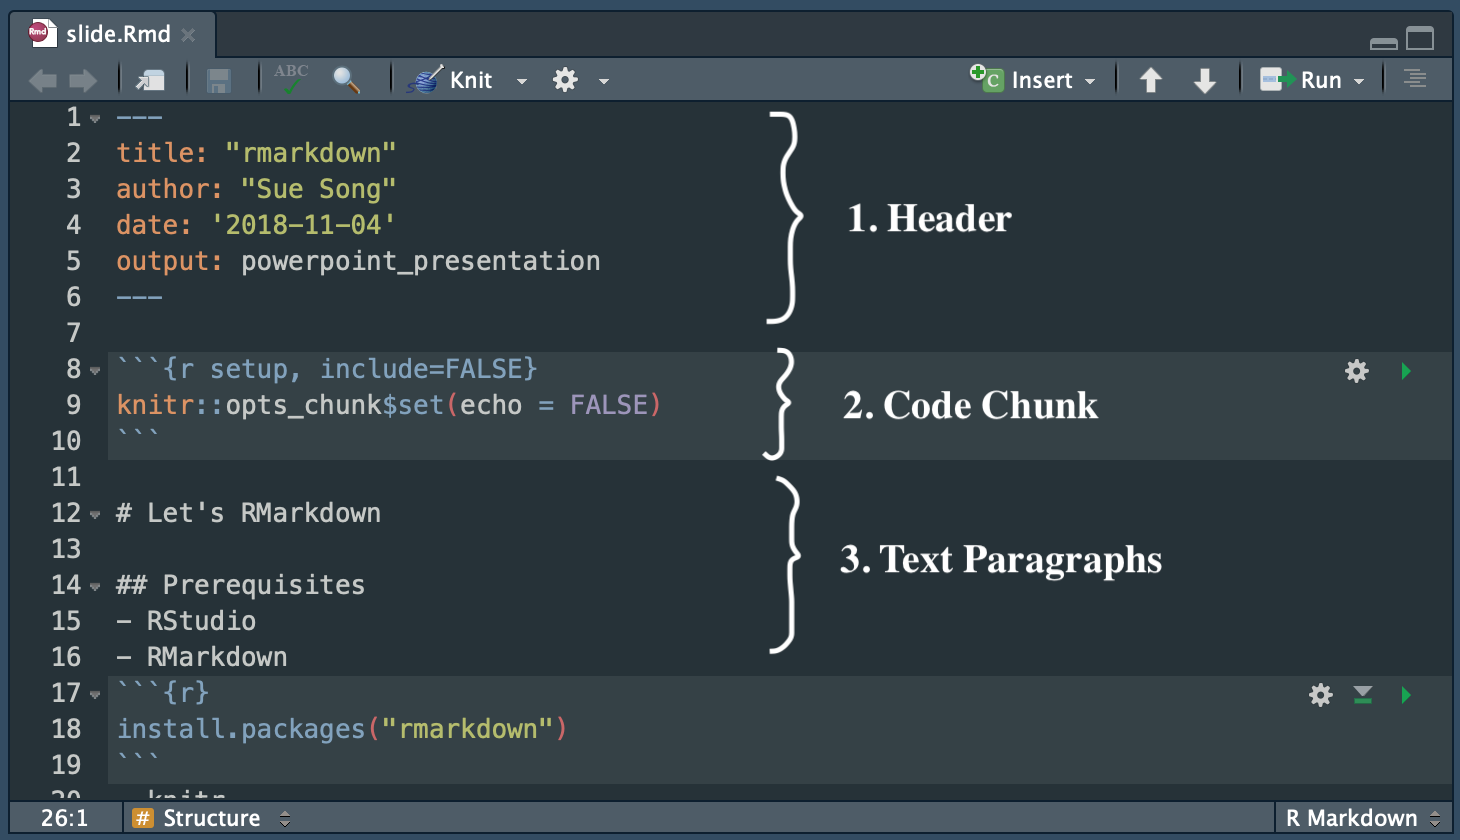 Rmd slide.Rmd
ABC Knit Insert Run
1 ---
2 title: "rmarkdown"
3 author: "Sue Song"
4 date: '2018-11-04'
5 output: powerpoint_presentation
6 ---
1. Header
7
8 ```{r setup, include=FALSE}
9 knitr::opts_chunk$set(echo = FALSE)
10 ```
2. Code Chunk
11
12 # Let's RMarkdown
13
14 ## Prerequisites
15 - RStudio
16 - RMarkdown
3. Text Paragraphs
17 ```{r}
18 install.packages("rmarkdown")
19 ```
20 knitr
26:1 # Structure R Markdown